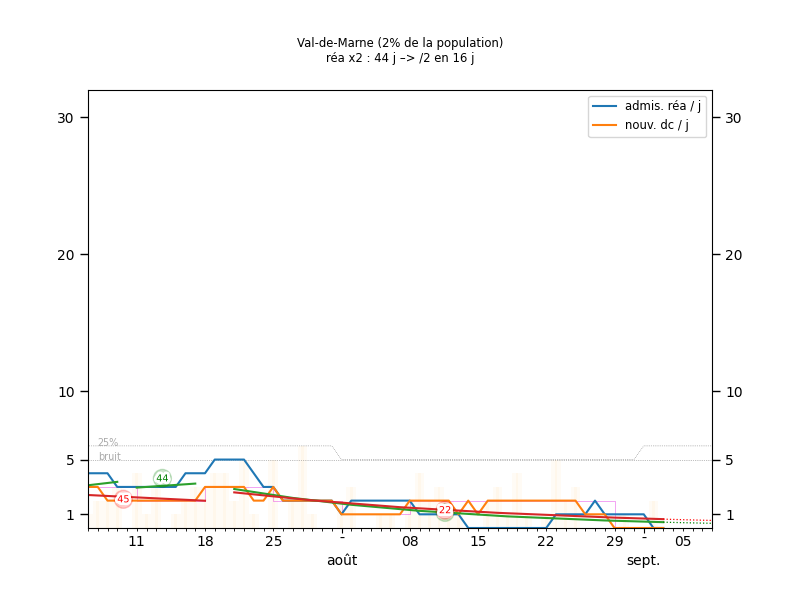 Val-de-Marne (2% de la population)
réa x2 : 44 j –> /2 en 16 j
admis. réa / j
nouv. dc / j
30 30
20 20
10 10
25%
bruit
5 5
44
45
22
1 1
11 18 25 - 08 15 22 29 - 05
août sept.